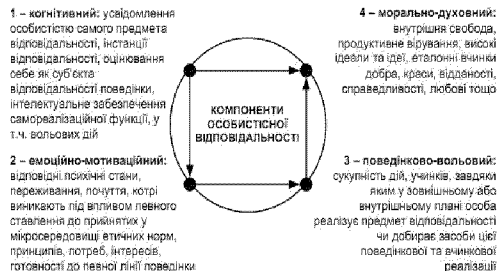 1 – когнітивний: усвідомлення
особистістю самого предмета
відповідальності, інстанції
відповідальності, оцінювання
себе як суб'єкта
відповідальності поведінки,
інтелектуальне забезпечення
саморвалізаційної функції, у
т.ч. вольових дій
2 – емоційно-мотиваційний:
відповідні психічні стани,
переживання, почуття, котрі
виникають під впливом певного
ставлення до прийнятих у
мікросередовищі етичних норм,
принципів, потреб, інтересів,
готовності до певної лінії поведінки
КОМПОНЕНТИ
ОСОБИСТІСНОЇ
ВІДПОВІДАЛЬНОСТІ
4 – морально-духовний:
внутрішня свобода,
продуктивне вірування, високі
ідеали та ідеї, еталонні вчинки
добра, краси, відданості,
справедливості, любові тощо
3 – поведінково-вольовий:
сукупність дій, учинків, завдяки
яким у зовнішньому або
внутрішньому плані особа
реалізує предмет відповідальності
чи добирає засоби цієї
поведінкової та вчинкової
реалізації